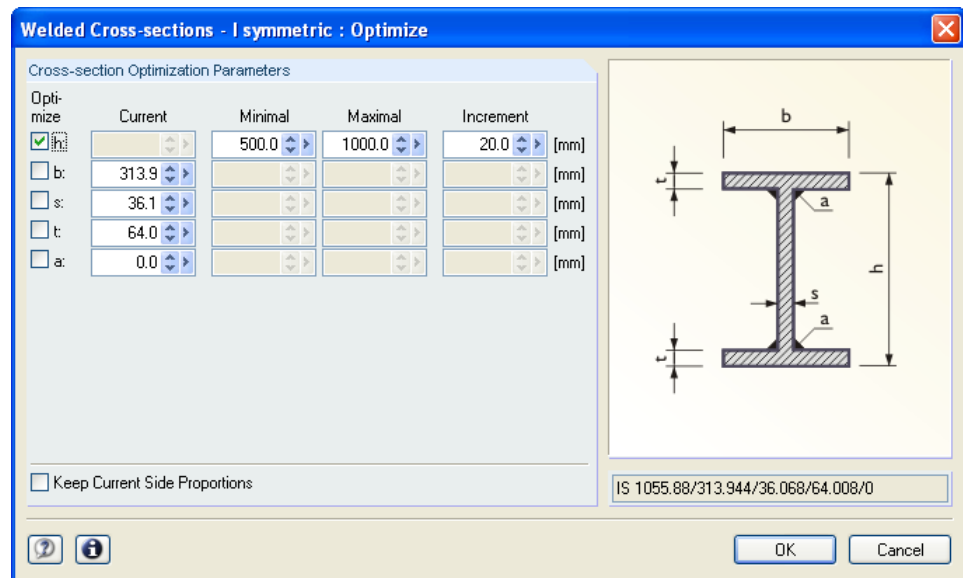 Welded Cross-sections - I symmetric : Optimize
Cross-section Optimization Parameters
Opti-
mize Current Minimal Maximal Increment
h: 500.0 1000.0 20.0 [mm]
b: 313.9 [mm]
s: 36.1 [mm]
t: 64.0 [mm]
a: 0.0 [mm]
Keep Current Side Proportions
b
t
a
h
s
a
t
IS 1055.88/313.944/36.068/64.008/0
OK Cancel